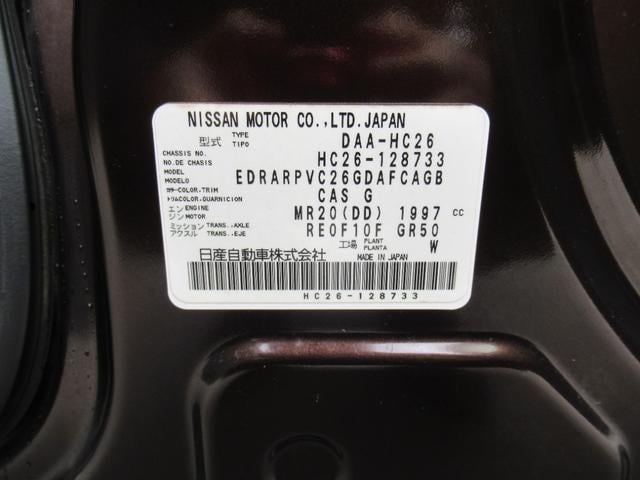 NISSAN MOTOR CO.,LTD.JAPAN
型式 TYPE TIPO DAA-HC26
CHASSIS NO. NO.DE CHASIS HC26-128733
MODEL MODELO EDRARPVC26GDAFCAGB
カラー COLOR,TRIM トリム COLOR,GUARNICION CAS G
エンジン ENGINE MOTOR MR20(DD) 1997 cc
ミッション TRANS.,AXLE アクスル TRANS.,EJE RE0F10F GR50
工場 PLANT PLANTA W
日産自動車株式会社 MADE IN JAPAN
HC26-128733